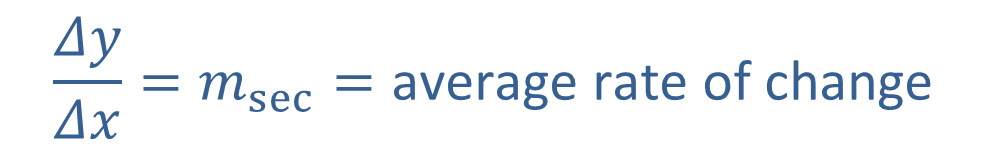 Δy/Δx = m_sec = average rate of change